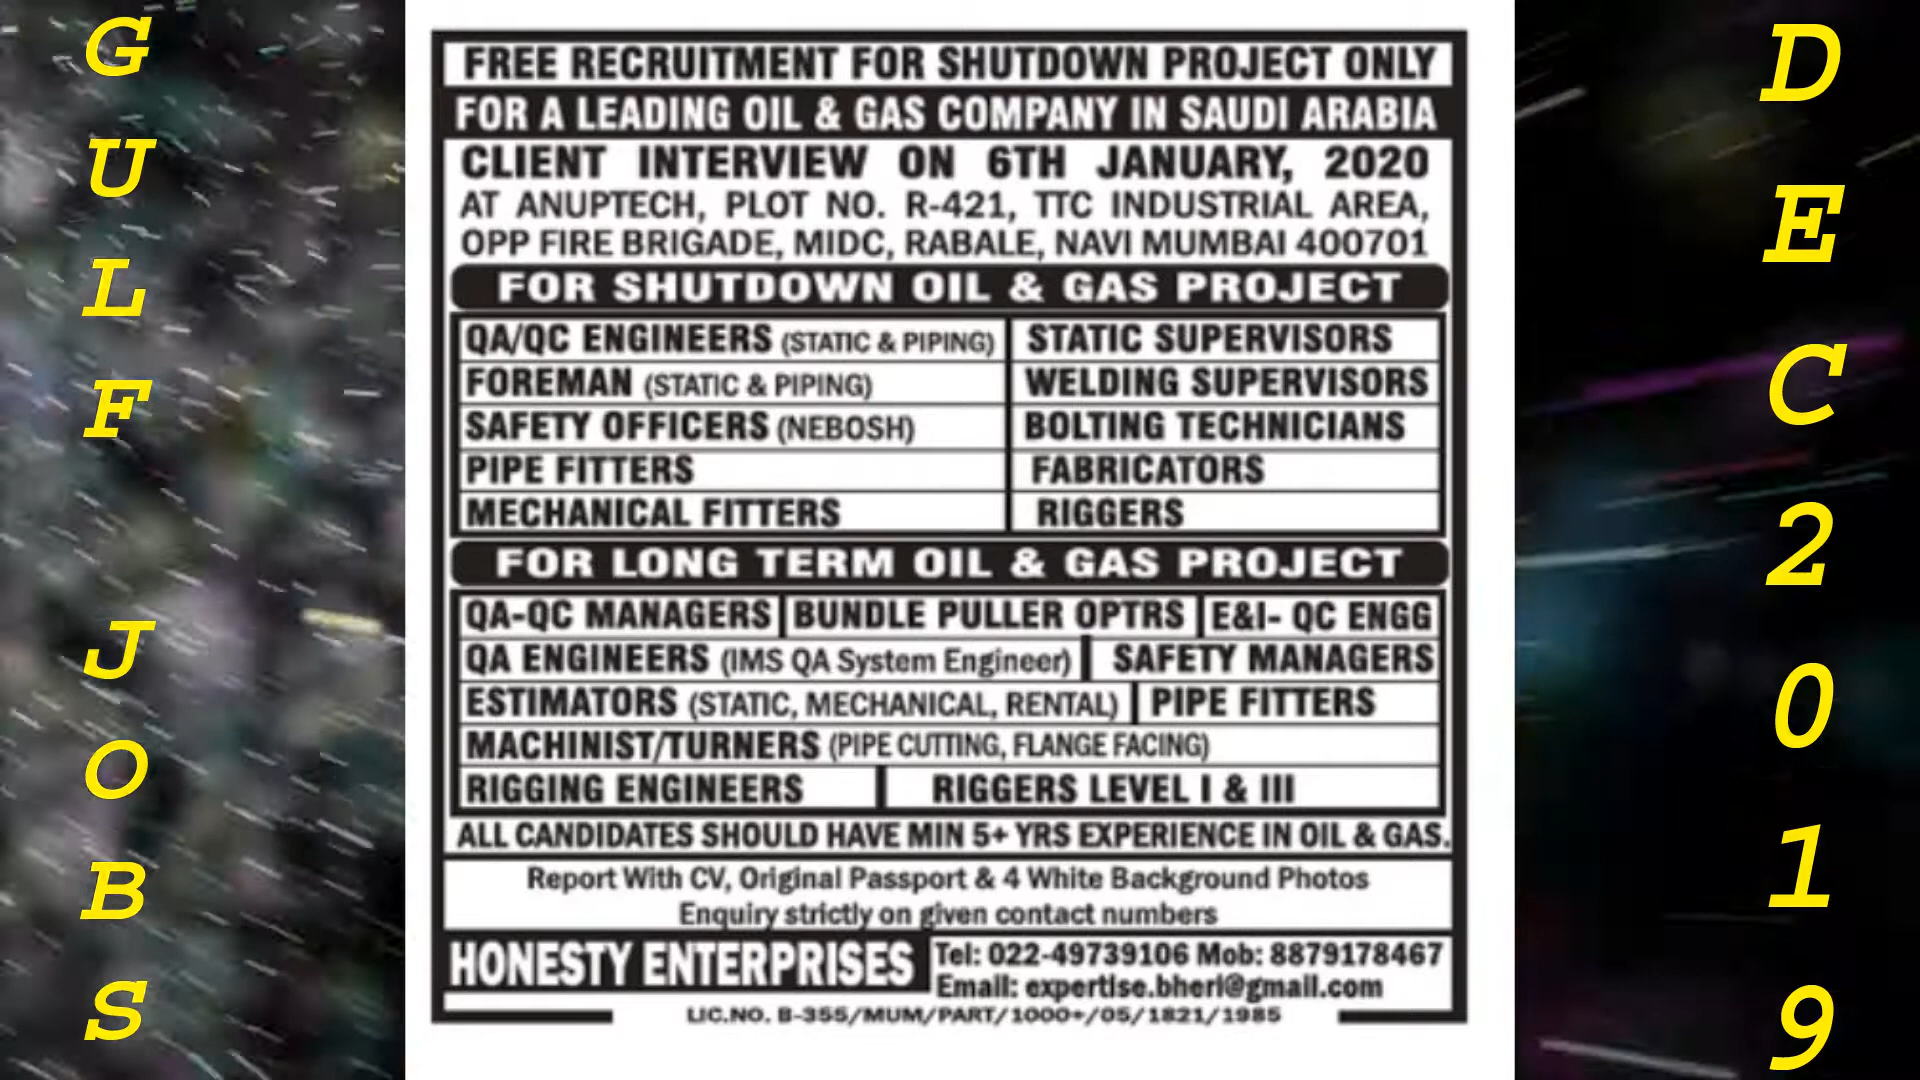 GULF JOBS
FREE RECRUITMENT FOR SHUTDOWN PROJECT ONLY
FOR A LEADING OIL & GAS COMPANY IN SAUDI ARABIA
CLIENT INTERVIEW ON 6TH JANUARY, 2020
AT ANUPTECH, PLOT NO. R-421, TTC INDUSTRIAL AREA,
OPP FIRE BRIGADE, MIDC, RABALE, NAVI MUMBAI 400701
FOR SHUTDOWN OIL & GAS PROJECT
QA/QC ENGINEERS (STATIC & PIPING) STATIC SUPERVISORS
FOREMAN (STATIC & PIPING) WELDING SUPERVISORS
SAFETY OFFICERS (NEBOSH) BOLTING TECHNICIANS
PIPE FITTERS FABRICATORS
MECHANICAL FITTERS RIGGERS
FOR LONG TERM OIL & GAS PROJECT
QA-QC MANAGERS BUNDLE PULLER OPTRS E&I- QC ENGG
QA ENGINEERS (IMS QA System Engineer) SAFETY MANAGERS
ESTIMATORS (STATIC, MECHANICAL, RENTAL) PIPE FITTERS
MACHINIST/TURNERS (PIPE CUTTING, FLANGE FACING)
RIGGING ENGINEERS RIGGERS LEVEL I & III
ALL CANDIDATES SHOULD HAVE MIN 5+ YRS EXPERIENCE IN OIL & GAS.
Report With CV, Original Passport & 4 White Background Photos
Enquiry strictly on given contact numbers
HONESTY ENTERPRISES
Tel: 022-49739106 Mob: 8879178467
Email: expertise.bheri@gmail.com
LIC.NO. B-355/MUM/PART/1000+/05/1821/1985
DEC2019